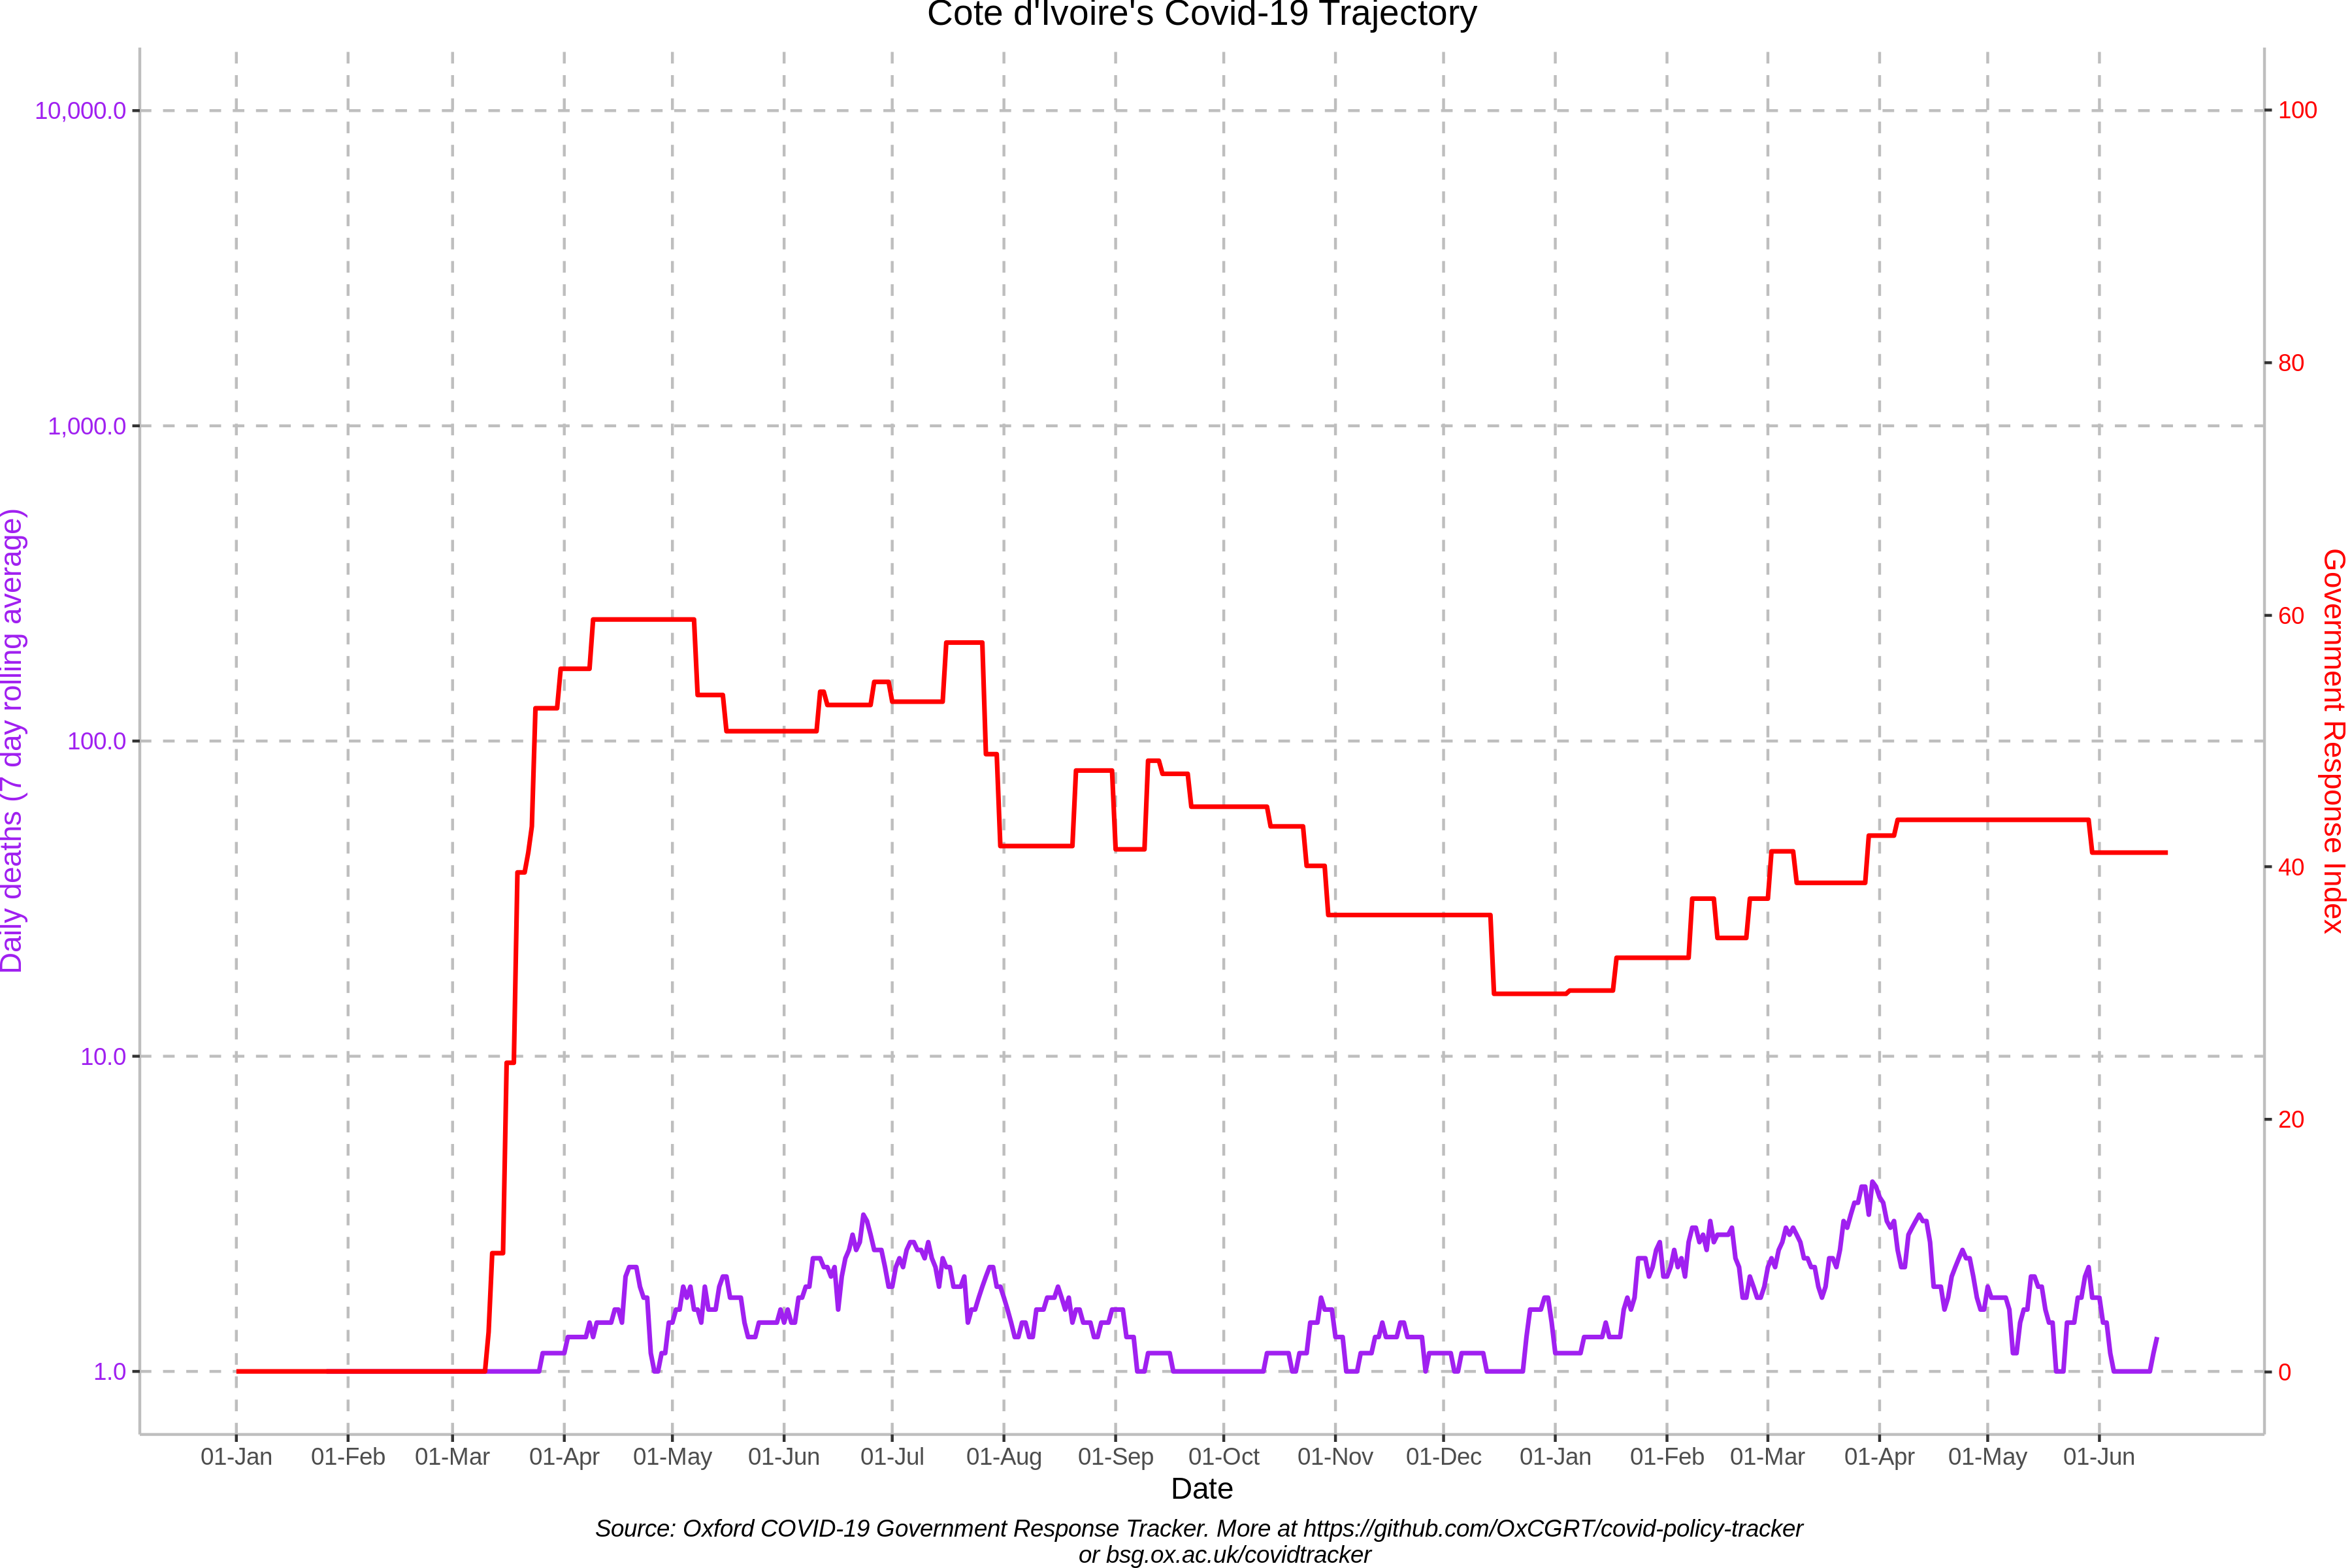 Cote d'Ivoire's Covid-19 Trajectory
10,000.0
1,000.0
100.0
10.0
1.0
Daily deaths (7 day rolling average)
100
80
60
40
20
0
Government Response Index
01-Jan 01-Feb 01-Mar 01-Apr 01-May 01-Jun 01-Jul 01-Aug 01-Sep 01-Oct 01-Nov 01-Dec 01-Jan 01-Feb 01-Mar 01-Apr 01-May 01-Jun
Date
Source: Oxford COVID-19 Government Response Tracker. More at https://github.com/OxCGRT/covid-policy-tracker
or bsg.ox.ac.uk/covidtracker